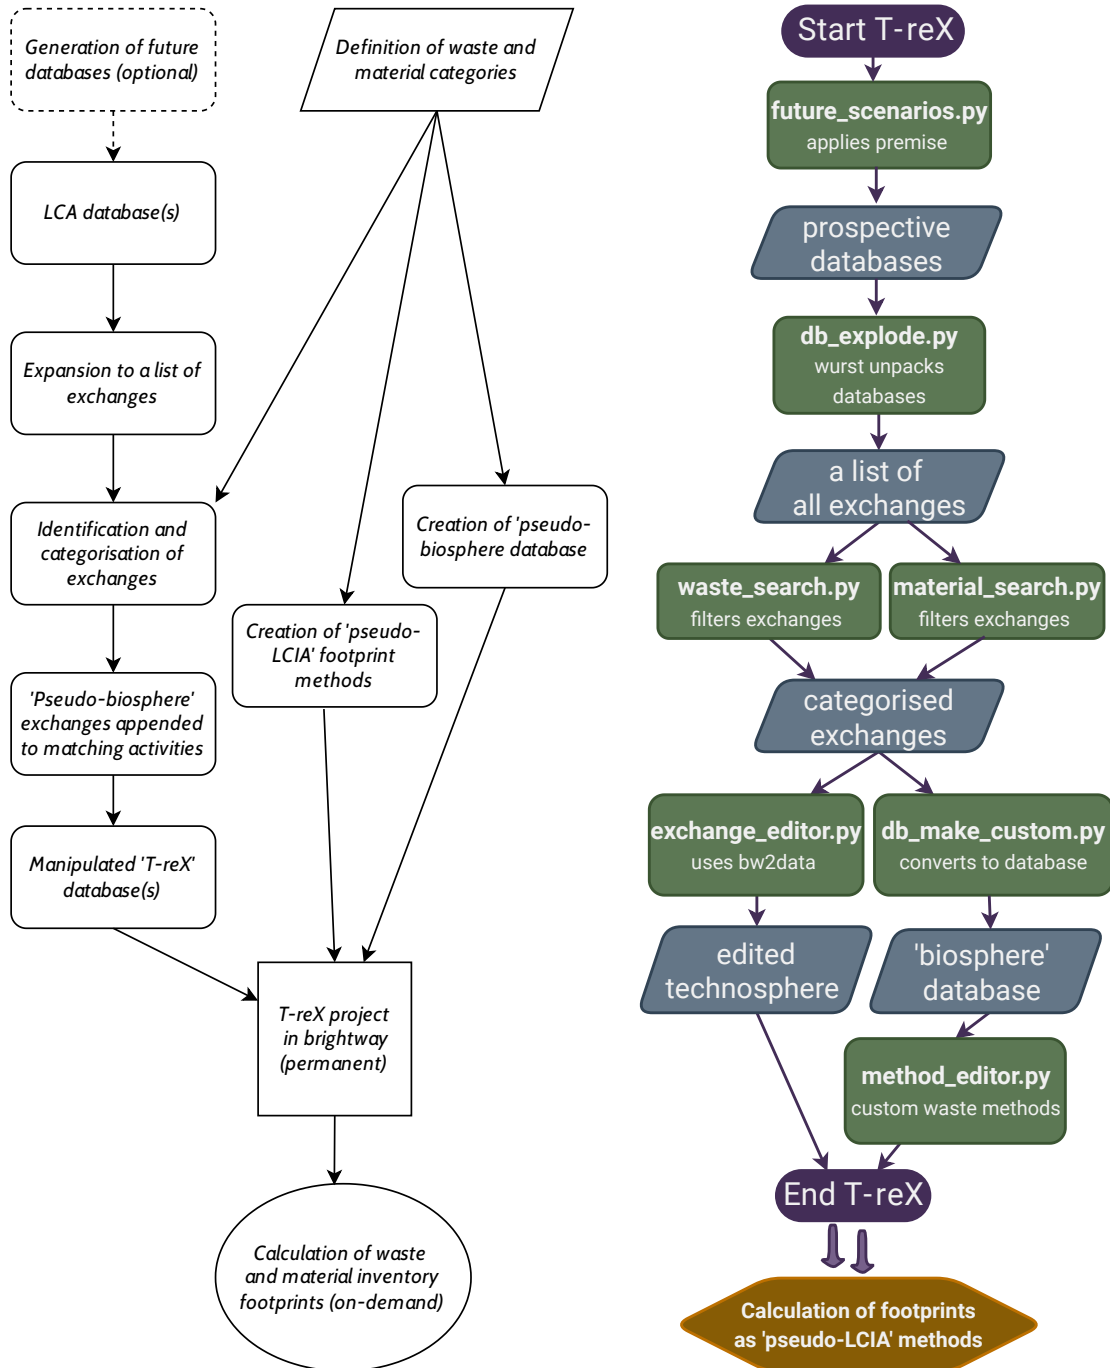 Generation of future
databases (optional)
Definition of waste and
material categories
LCA database(s)
Expansion to a list of
exchanges
Identification and
categorisation of
exchanges
Creation of 'pseudo-
biosphere database
Creation of 'pseudo-
LCIA' footprint
methods
'Pseudo-biosphere'
exchanges appended
to matching activities
Manipulated 'T-reX'
database(s)
T-reX project
in brightway
(permanent)
Calculation of waste
and material inventory
footprints (on-demand)
Start T-reX
future_scenarios.py
applies premise
prospective
databases
db_explode.py
wurst unpacks
databases
a list of
all exchanges
waste_search.py
filters exchanges
material_search.py
filters exchanges
categorised
exchanges
exchange_editor.py
uses bw2data
db_make_custom.py
converts to database
edited
technosphere
'biosphere'
database
method_editor.py
custom waste methods
End T-reX
Calculation of footprints
as 'pseudo-LCIA' methods